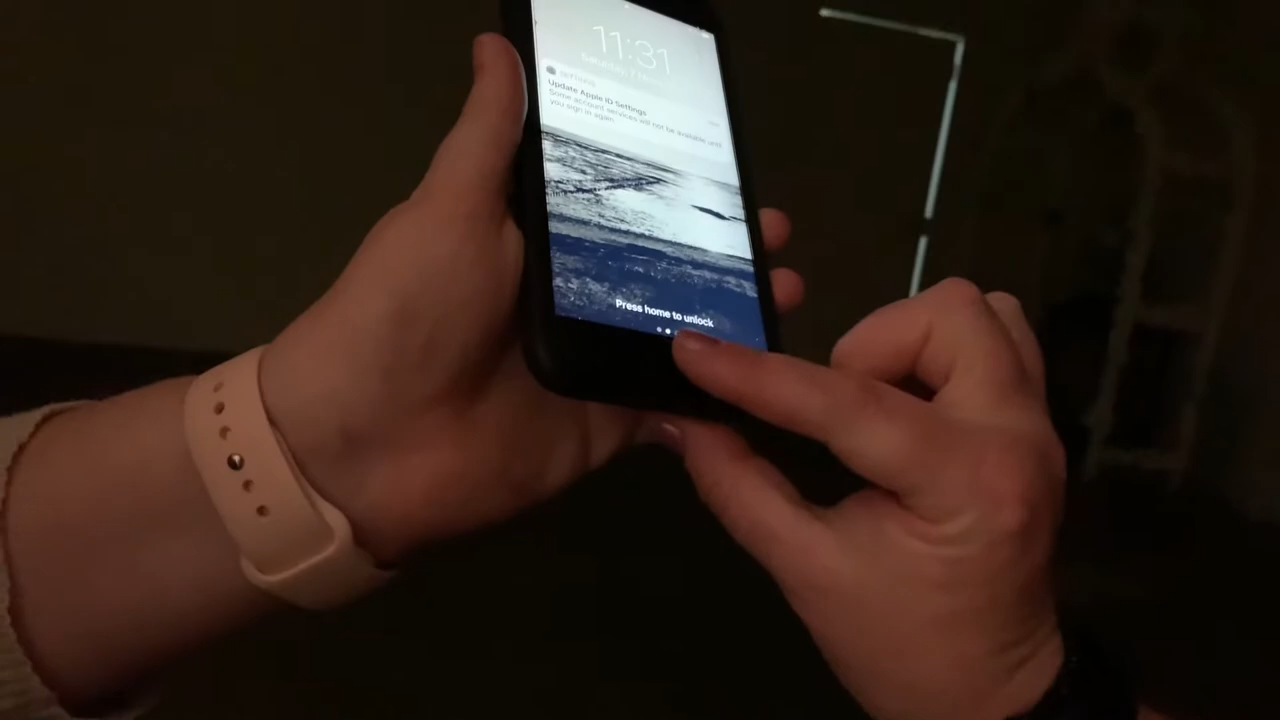 11:31
Update Apple ID Settings
Some account services will not be available until
you sign in again.
Press home to unlock